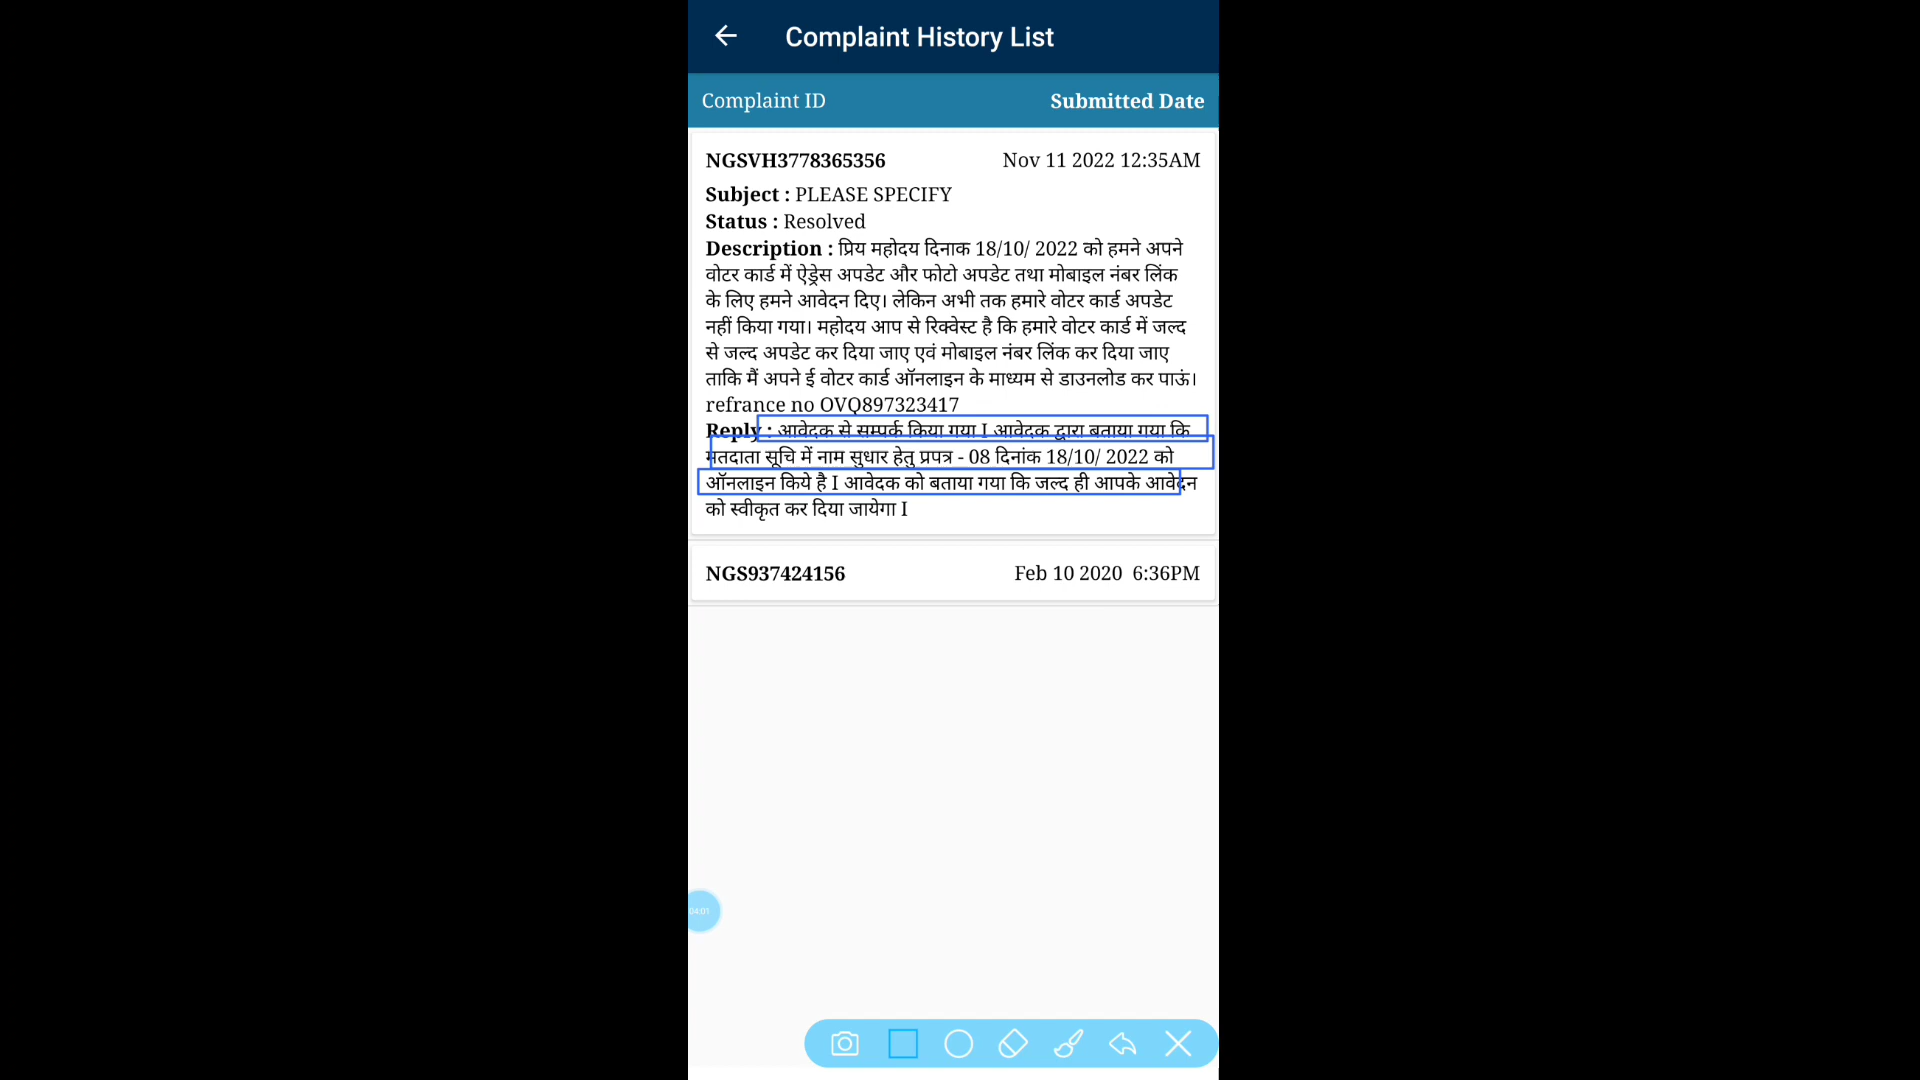 Complaint History List
Complaint ID Submitted Date
NGSVH3778365356 Nov 11 2022 12:35AM
Subject : PLEASE SPECIFY
Status : Resolved
Description : प्रिय महोदय दिनाक 18/10/ 2022 को हमने अपने
वोटर कार्ड में ऐड्रेस अपडेट और फोटो अपडेट तथा मोबाइल नंबर लिंक
के लिए हमने आवेदन दिए। लेकिन अभी तक हमारे वोटर कार्ड अपडेट
नहीं किया गया। महोदय आप से रिक्वेस्ट है कि हमारे वोटर कार्ड में जल्द
से जल्द अपडेट कर दिया जाए एवं मोबाइल नंबर लिंक कर दिया जाए
ताकि मैं अपने ई वोटर कार्ड ऑनलाइन के माध्यम से डाउनलोड कर पाऊं।
refrance no OVQ897323417
Reply : आवेदक से सम्पर्क किया गया I आवेदक द्वारा बताया गया कि
मतदाता सूचि में नाम सुधार हेतु प्रपत्र - 08 दिनांक 18/10/ 2022 को
ऑनलाइन किये है I आवेदक को बताया गया कि जल्द ही आपके आवेदन
को स्वीकृत कर दिया जायेगा I
NGS937424156 Feb 10 2020 6:36PM
04:01